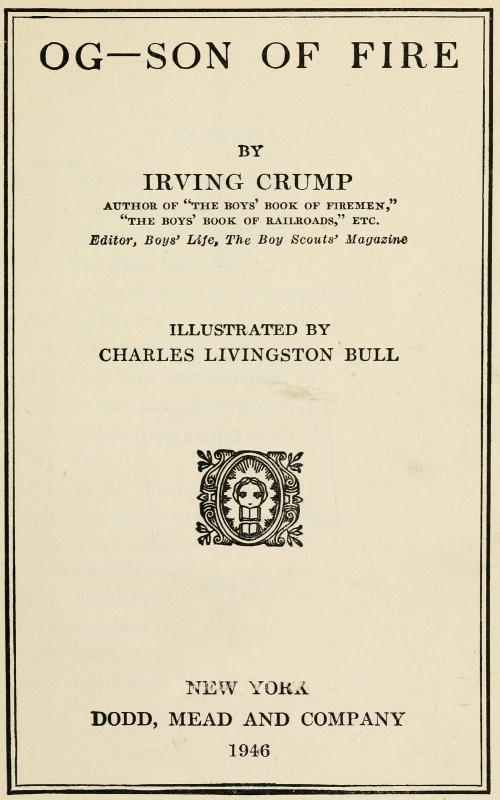 OG—SON OF FIRE
BY
IRVING CRUMP
AUTHOR OF "THE BOYS' BOOK OF FIREMEN,"
"THE BOYS' BOOK OF RAILROADS," ETC.
Editor, Boys' Life, The Boy Scouts' Magazine
ILLUSTRATED BY
CHARLES LIVINGSTON BULL
NEW YORK
DODD, MEAD AND COMPANY
1946